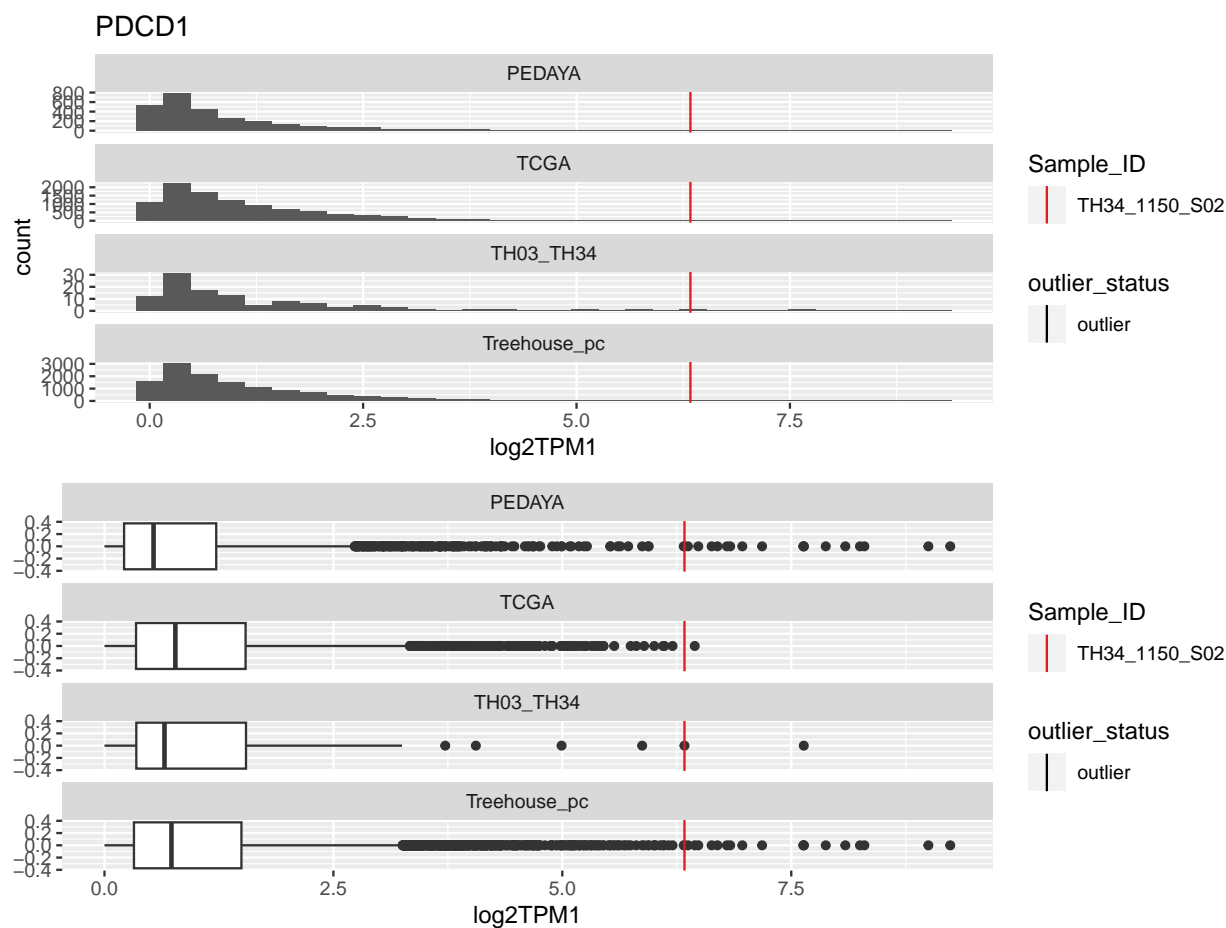 PDCD1
PEDAYA
800
600
400
200
0
TCGA
2000
1500
1000
500
0
TH03_TH34
30
20
10
0
Treehouse_pc
3000
2000
1000
0
0.0 2.5 5.0 7.5
log2TPM1
count
Sample_ID
TH34_1150_S02
outlier_status
outlier
PEDAYA
0.4
0.2
0.0
−0.2
−0.4
TCGA
0.4
0.2
0.0
−0.2
−0.4
TH03_TH34
0.4
0.2
0.0
−0.2
−0.4
Treehouse_pc
0.4
0.2
0.0
−0.2
−0.4
0.0 2.5 5.0 7.5
log2TPM1
Sample_ID
TH34_1150_S02
outlier_status
outlier